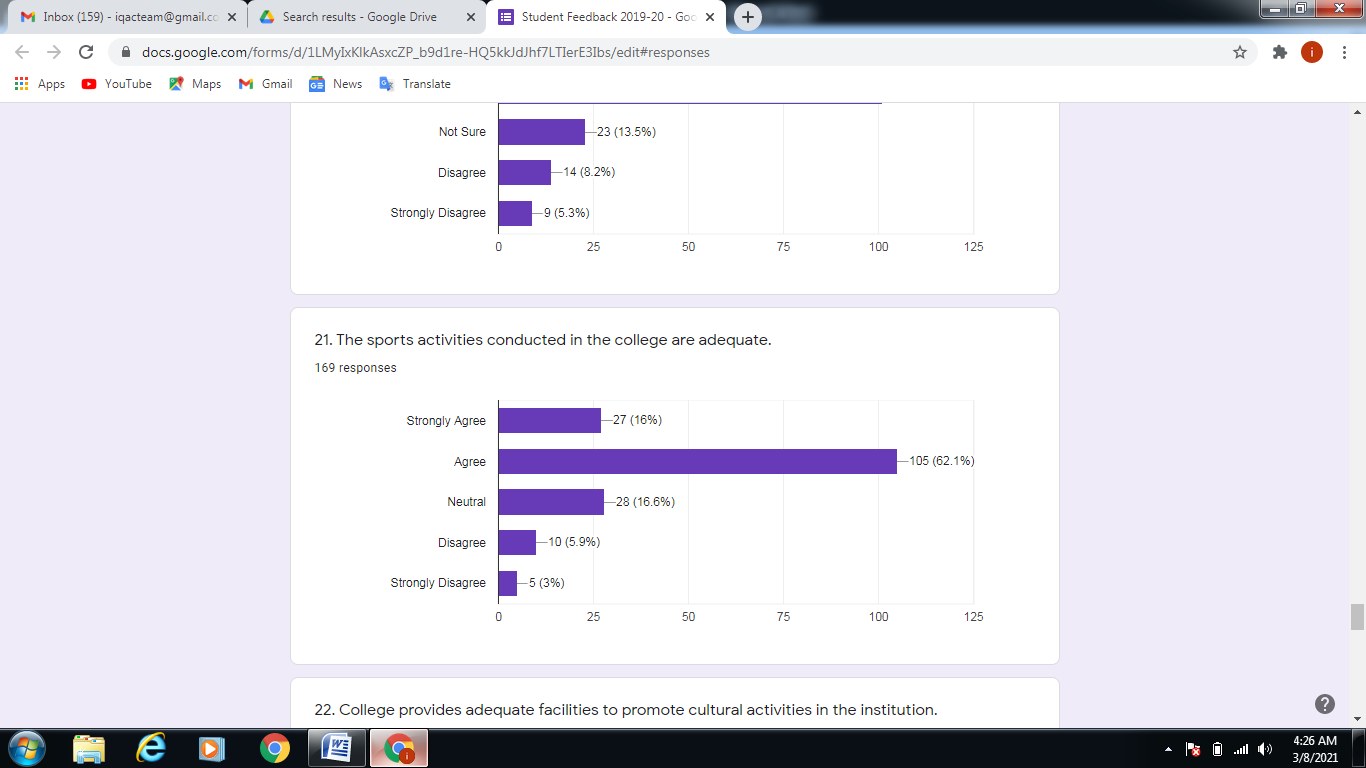 Inbox (159) - iqacteam@gmail.co
Search results - Google Drive
Student Feedback 2019-20 - Goo
docs.google.com/forms/d/1LMyIxKlkAsxcZP_b9d1re-HQ5kkJdJhf7LTIerE3Ibs/edit#responses
Apps YouTube Maps Gmail News Translate
Not Sure 23 (13.5%)
Disagree 14 (8.2%)
Strongly Disagree 9 (5.3%)
0 25 50 75 100 125
21. The sports activities conducted in the college are adequate.
169 responses
Strongly Agree 27 (16%)
Agree 105 (62.1%)
Neutral 28 (16.6%)
Disagree 10 (5.9%)
Strongly Disagree 5 (3%)
0 25 50 75 100 125
22. College provides adequate facilities to promote cultural activities in the institution.
4:26 AM
3/8/2021